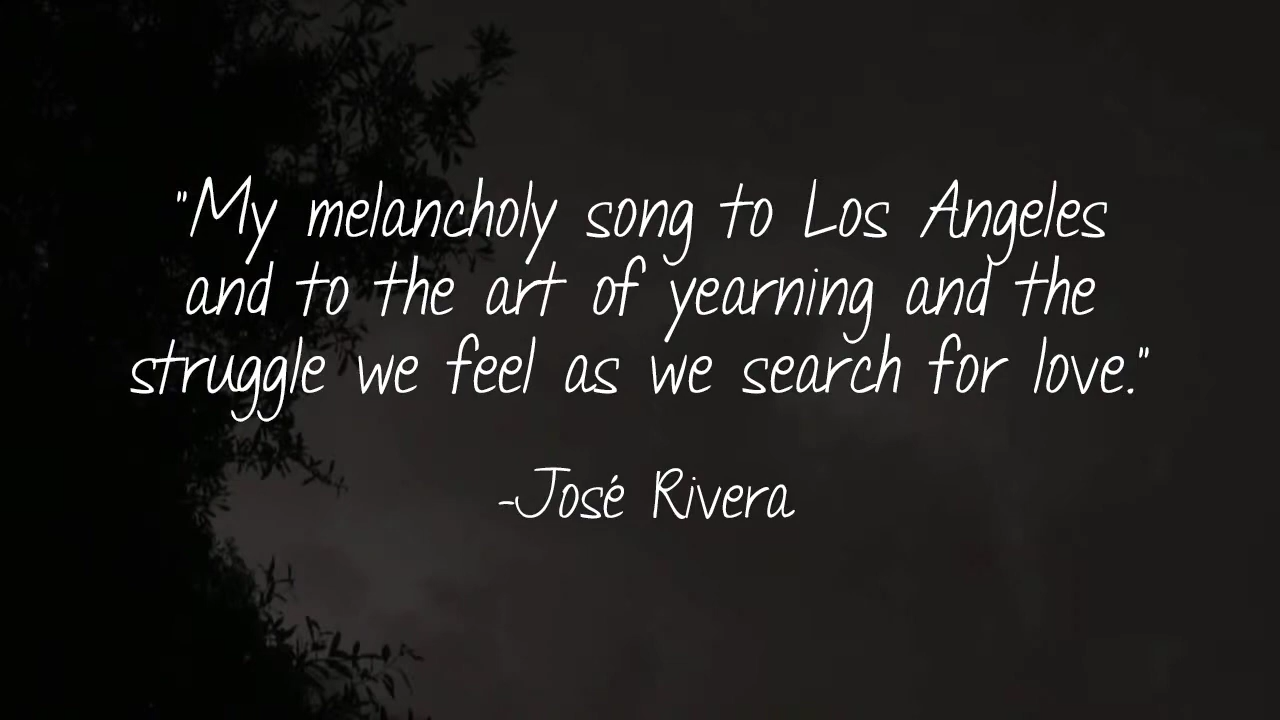 "My melancholy song to Los Angeles
and to the art of yearning and the
struggle we feel as we search for love."
-José Rivera